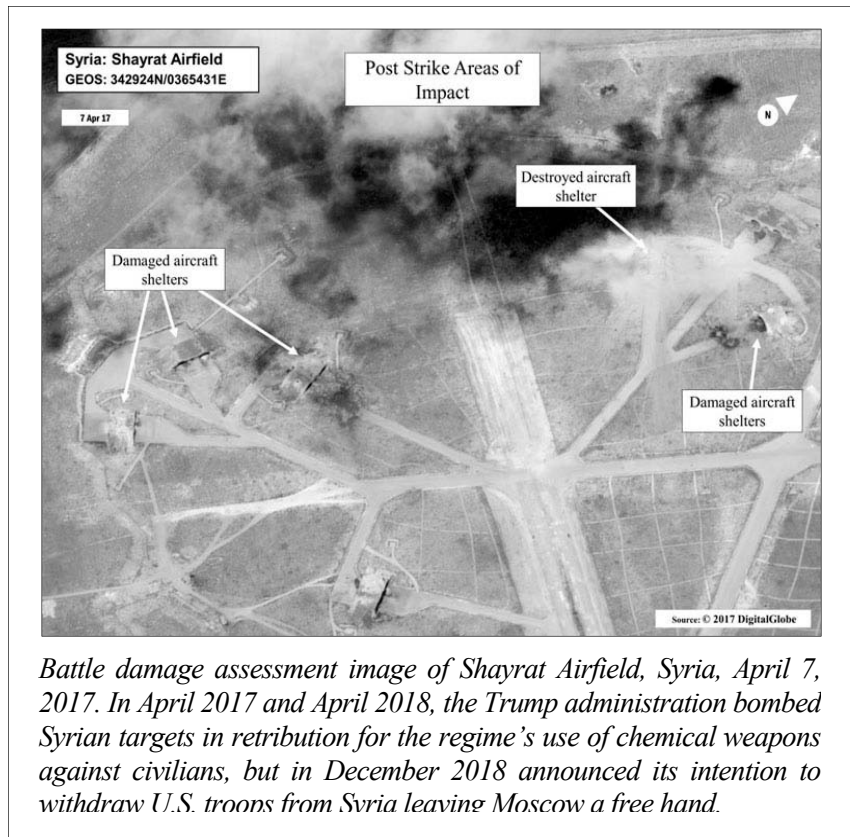 Syria: Shayrat Airfield
GEOS: 342924N/0365431E
Post Strike Areas of
Impact
7 Apr 17
N
Destroyed aircraft
shelter
Damaged aircraft
shelters
Damaged aircraft
shelters
Source: © 2017 DigitalGlobe
Battle damage assessment image of Shayrat Airfield, Syria, April 7,
2017. In April 2017 and April 2018, the Trump administration bombed
Syrian targets in retribution for the regime’s use of chemical weapons
against civilians, but in December 2018 announced its intention to
withdraw U.S. troops from Syria leaving Moscow a free hand.